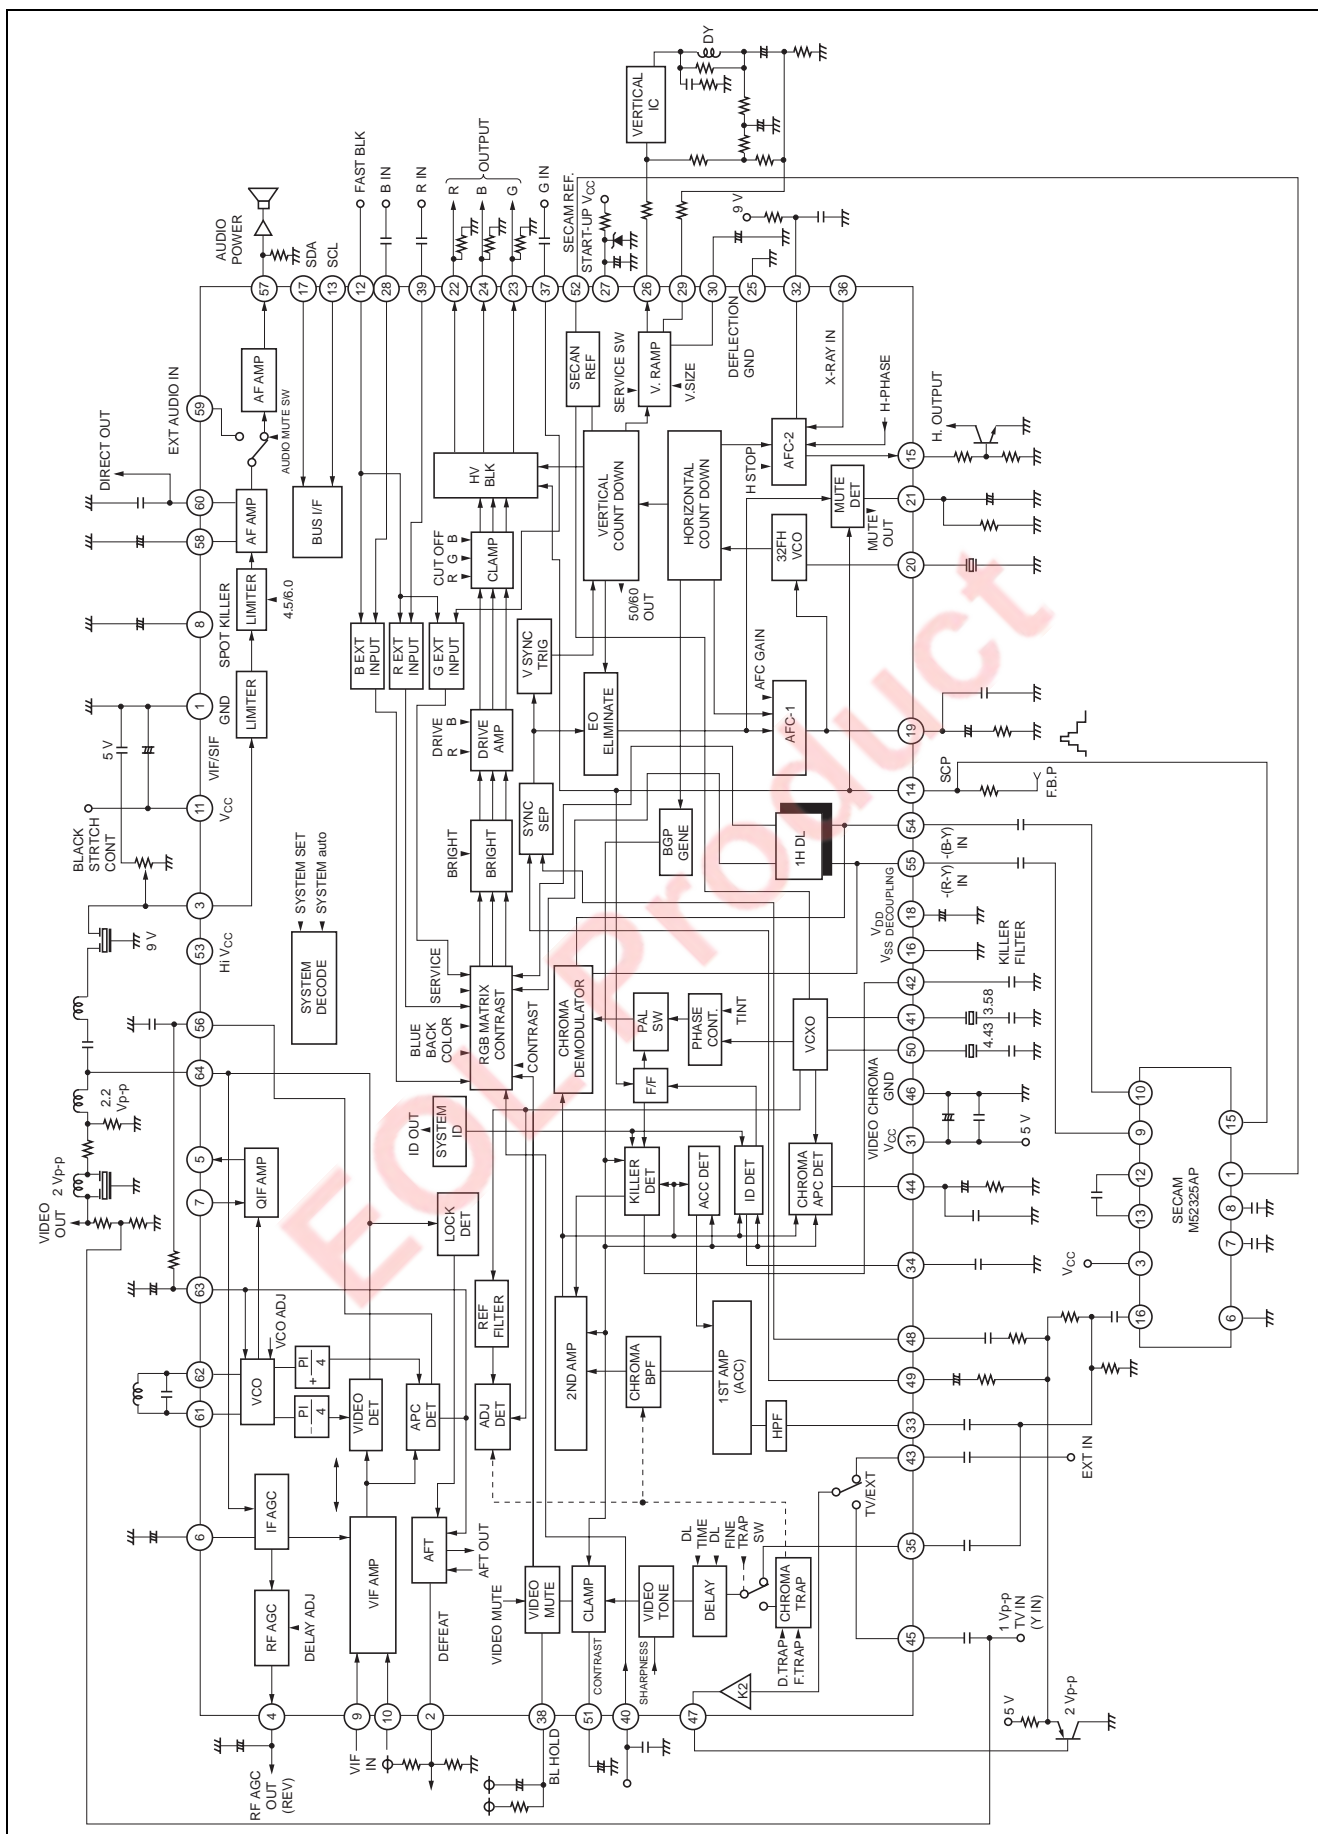 DY
VERTICAL
IC
AUDIO
POWER
SDA
SCL
FAST BLK
B IN
R IN
R
B
G
OUTPUT
G IN
SECAM REF.
START-UP VCC
9 V
57
17
13
12
28
39
22
24
23
37
52
27
26
29
30
25
32
36
EXT AUDIO IN
59
AF AMP
AUDIO MUTE SW
DIRECT OUT
60
58
AF AMP
BUS I/F
8
SPOT KILLER
LIMITER
4.5/6.0
1
GND
VIF/SIF
LIMITER
5 V
11
VCC
BLACK
STRTCH
CONT
3
53
Hi VCC
9 V
SYSTEM
DECODE
SYSTEM SET
SYSTEM auto
56
64
2.2
Vp-p
5
7
QIF AMP
VIDEO
OUT
2 Vp-p
63
62
61
VCO
VCO ADJ
+ PI
4
– PI
4
VIDEO
DET
APC
DET
LOCK
DET
6
IF AGC
RF AGC
DELAY ADJ
VIF AMP
AFT
AFT OUT
DEFEAT
4
RF AGC
OUT
(REV)
9
10
VIF
IN
2
38
BL HOLD
51
40
47
HV
BLK
SECAN
REF
SERVICE SW
V. RAMP
V.SIZE
DEFLECTION
GND
X-RAY IN
H-PHASE
CUT OFF
R G B
CLAMP
B EXT
INPUT
R EXT
INPUT
G EXT
INPUT
V SYNC
TRIG
VERTICAL
COUNT DOWN
50/60
OUT
HORIZONTAL
COUNT DOWN
H STOP
AFC-2
15
H. OUTPUT
MUTE
DET
MUTE
OUT
21
32FH
VCO
20
DRIVE
R B
DRIVE
AMP
EO
ELIMINATE
AFC GAIN
AFC-1
19
BRIGHT
BRIGHT
SYNC
SEP
BGP
GENE
1H DL
14
SCP
F.B.P
54
55
-(R-Y)
IN
-(B-Y)
IN
18
VDD
DECOUPLING
16
VSS
SERVICE
BLUE
BACK
COLOR
RGB MATRIX
CONTRAST
CONTRAST
CHROMA
DEMODULATOR
PAL
SW
PHASE
CONT.
TINT
VCXO
42
KILLER
FILTER
41
3.58
50
4.43
46
VIDEO CHROMA
GND
31
VCC
5 V
F/F
ID OUT
SYSTEM
ID
KILLER
DET
ACC DET
ID DET
CHROMA
APC DET
44
34
REF
FILTER
ADJ
DET
2ND AMP
CHROMA
BPF
1ST AMP
(ACC)
HPF
48
49
33
43
EXT IN
TV/EXT
35
45
1 Vp-p
TV IN
(Y IN)
VIDEO MUTE
VIDEO
MUTE
CLAMP
CONTRAST
VIDEO
TONE
SHARPNESS
DELAY
DL
TIME
DL
FINE
TRAP
SW
CHROMA
TRAP
D.TRAP
F.TRAP
K2
5 V
2 Vp-p
10
9
12
13
VCC
3
16
15
1
8
7
6
SECAM
M52325AP
EOL Product